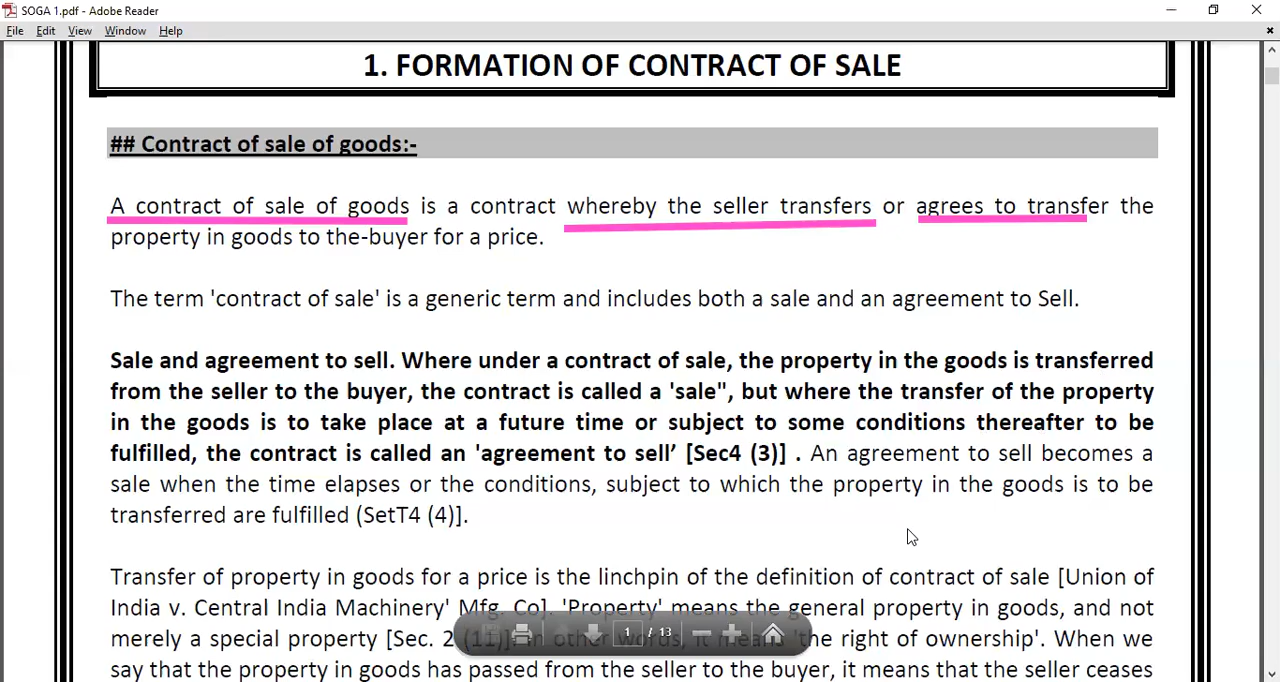 SOGA 1.pdf - Adobe Reader
File Edit View Window Help
1. FORMATION OF CONTRACT OF SALE
## Contract of sale of goods:-
A contract of sale of goods is a contract whereby the seller transfers or agrees to transfer the
property in goods to the-buyer for a price.
The term 'contract of sale' is a generic term and includes both a sale and an agreement to Sell.
Sale and agreement to sell. Where under a contract of sale, the property in the goods is transferred
from the seller to the buyer, the contract is called a 'sale", but where the transfer of the property
in the goods is to take place at a future time or subject to some conditions thereafter to be
fulfilled, the contract is called an 'agreement to sell’ [Sec4 (3)] . An agreement to sell becomes a
sale when the time elapses or the conditions, subject to which the property in the goods is to be
transferred are fulfilled (SetT4 (4)].
Transfer of property in goods for a price is the linchpin of the definition of contract of sale [Union of
India v. Central India Machinery' Mfg. Co]. 'Property' means the general property in goods, and not
merely a special property [Sec. 2 (11)]. In other words, it means 'the right of ownership'. When we
1 / 13
say that the property in goods has passed from the seller to the buyer, it means that the seller ceases